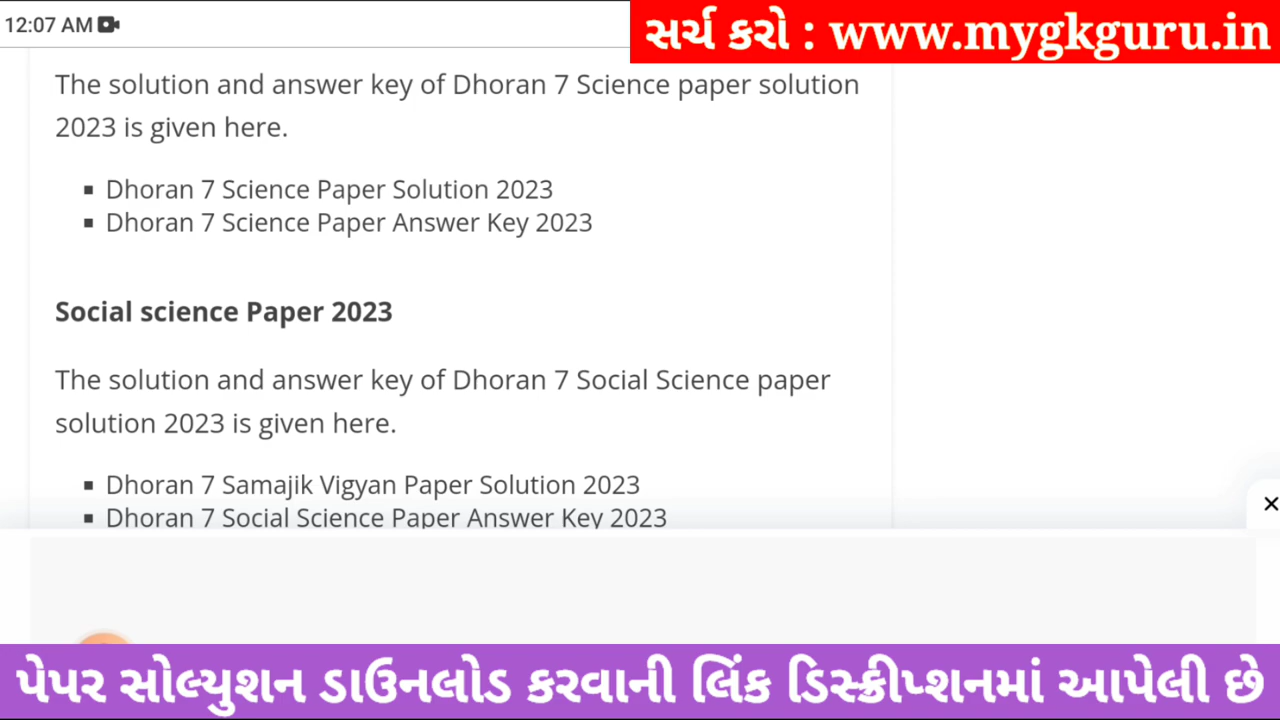 12:07 AM
સર્ચ કરો : www.mygkguru.in
The solution and answer key of Dhoran 7 Science paper solution
2023 is given here.
Dhoran 7 Science Paper Solution 2023
Dhoran 7 Science Paper Answer Key 2023
Social science Paper 2023
The solution and answer key of Dhoran 7 Social Science paper
solution 2023 is given here.
Dhoran 7 Samajik Vigyan Paper Solution 2023
Dhoran 7 Social Science Paper Answer Key 2023
પેપર સોલ્યુશન ડાઉનલોડ કરવાની લિંક ડિસ્ક્રીપ્શનમાં આપેલી છે